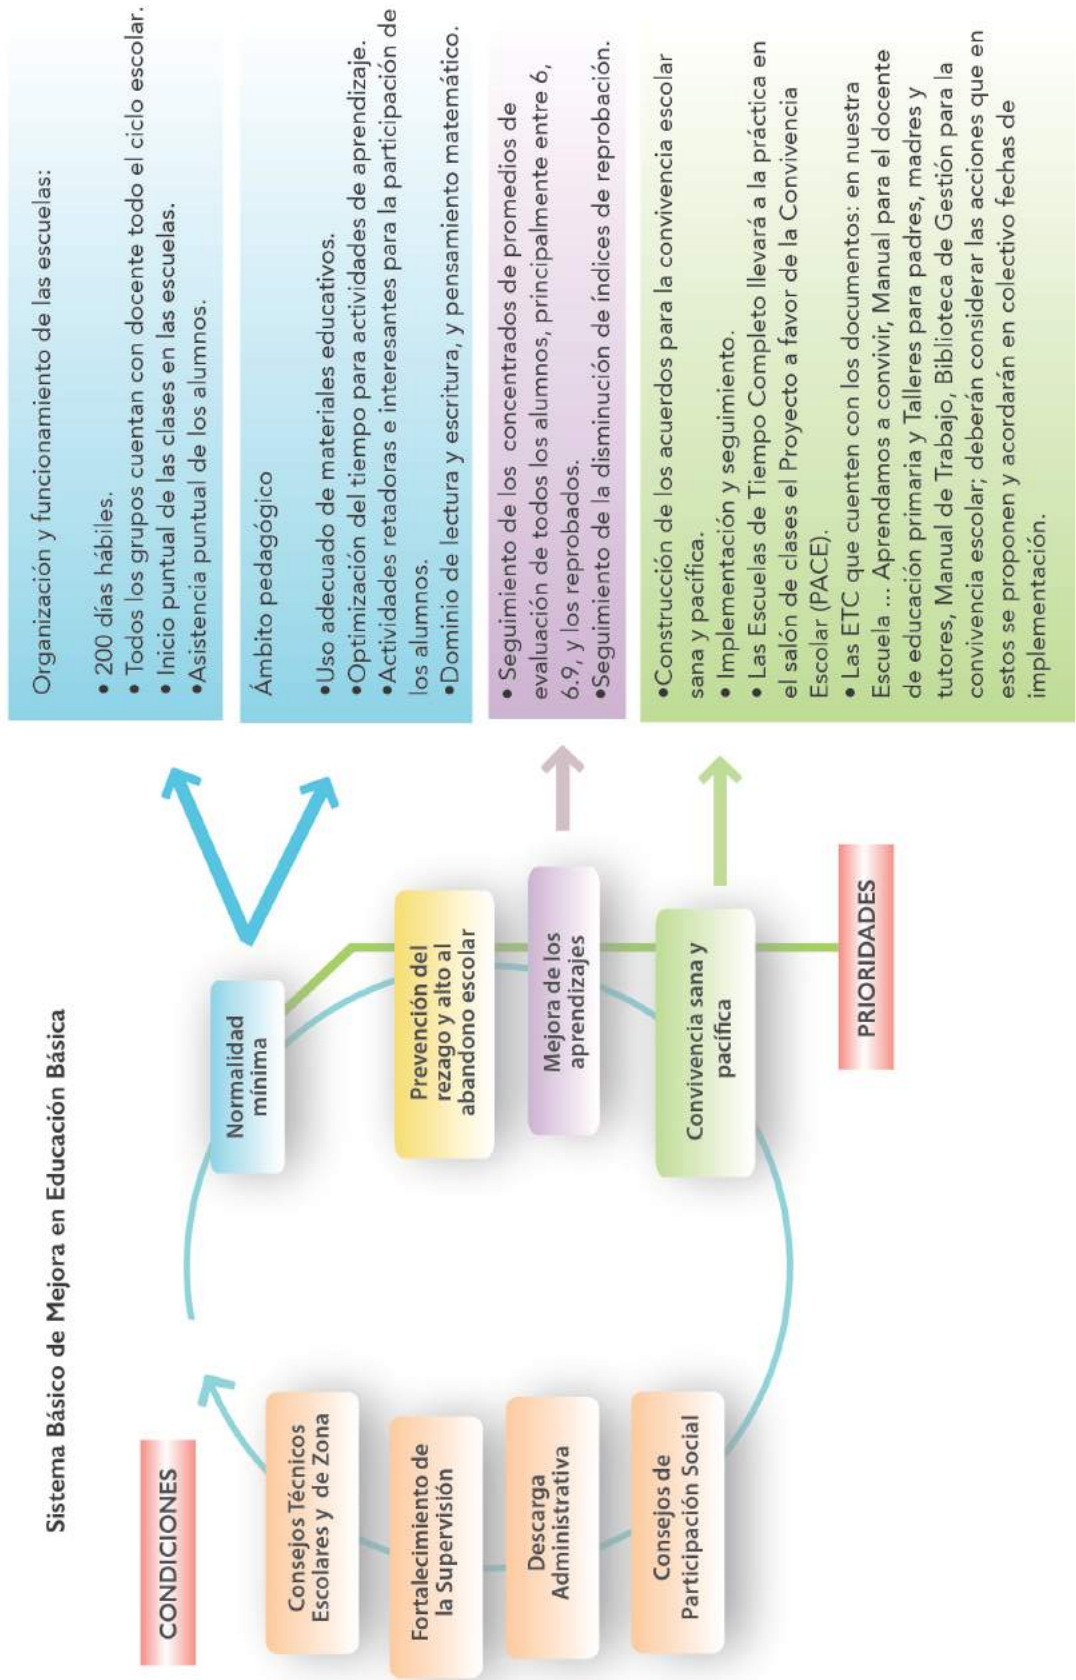 Sistema Básico de Mejora en Educación Básica
CONDICIONES
Consejos Técnicos
Escolares y de Zona
Fortalecimiento de
la Supervisión
Descarga
Administrativa
Consejos de
Participación Social
Normalidad
mínima
Prevención del
rezago y alto al
abandono escolar
Mejora de los
aprendizajes
Convivencia sana y
pacífica
PRIORIDADES
Organización y funcionamiento de las escuelas:
• 200 días hábiles.
• Todos los grupos cuentan con docente todo el ciclo escolar.
• Inicio puntual de las clases en las escuelas.
•Asistencia puntual de los alumnos.
Ámbito pedagógico
•Uso adecuado de materiales educativos.
•Optimización del tiempo para actividades de aprendizaje.
•Actividades retadoras e interesantes para la participación de
los alumnos.
•Dominio de lectura y escritura, y pensamiento matemático.
• Seguimiento de los concentrados de promedios de
evaluación de todos los alumnos, principalmente entre 6,
6.9, y los reprobados.
•Seguimiento de la disminución de índices de reprobación.
•Construcción de los acuerdos para la convivencia escolar
sana y pacífica.
• Implementación y seguimiento.
• Las Escuelas de Tiempo Completo llevará a la práctica en
el salón de clases el Proyecto a favor de la Convivencia
Escolar (PACE).
• Las ETC que cuenten con los documentos: en nuestra
Escuela ... Aprendamos a convivir, Manual para el docente
de educación primaria y Talleres para padres, madres y
tutores, Manual de Trabajo, Biblioteca de Gestión para la
convivencia escolar; deberán considerar las acciones que en
estos se proponen y acordarán en colectivo fechas de
implementación.